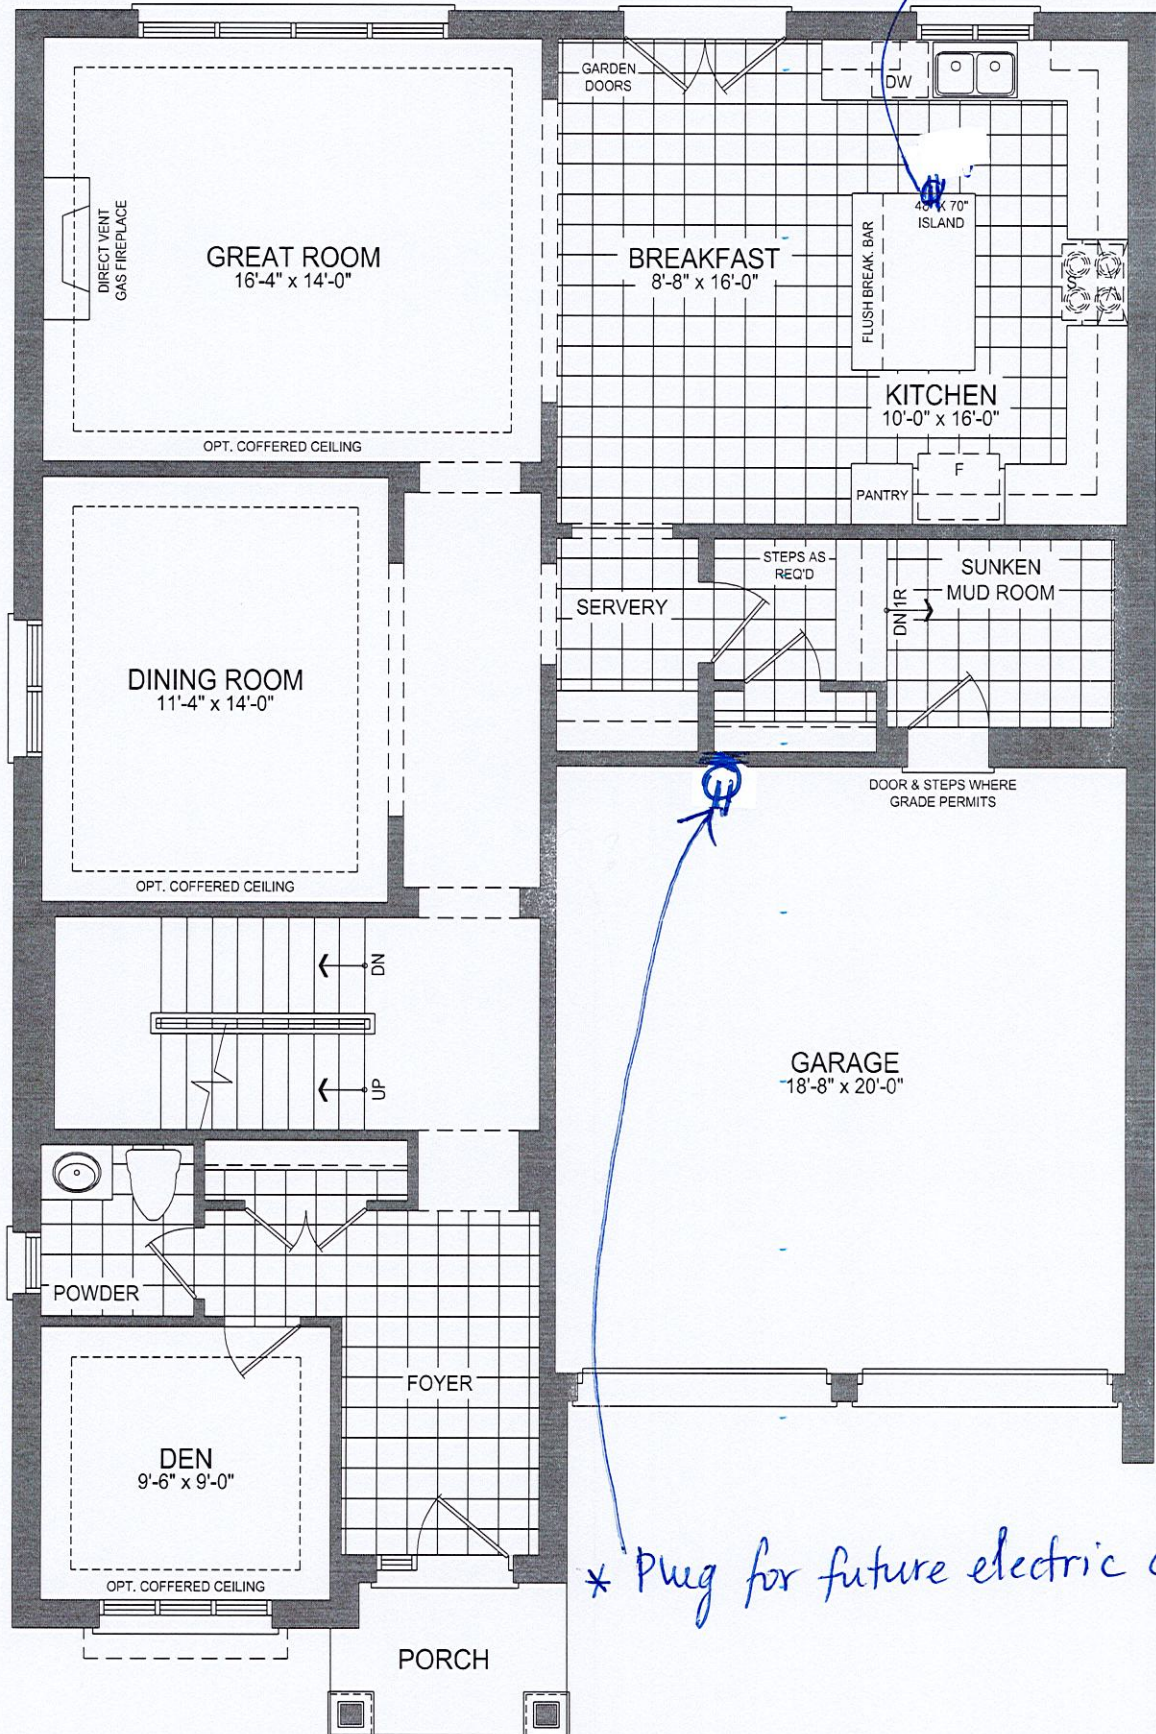 GARDEN
DOORS
DW
DIRECT VENT
GAS FIREPLACE
GREAT ROOM
16'-4" x 14'-0"
BREAKFAST
8'-8" x 16'-0"
FLUSH BREAK. BAR
X 70"
ISLAND
S
KITCHEN
10'-0" x 16'-0"
OPT. COFFERED CEILING
PANTRY
F
SERVERY
STEPS AS
REQ'D
DN 1R
SUNKEN
MUD ROOM
DINING ROOM
11'-4" x 14'-0"
DOOR & STEPS WHERE
GRADE PERMITS
OPT. COFFERED CEILING
DN
UP
GARAGE
18'-8" x 20'-0"
POWDER
FOYER
DEN
9'-6" x 9'-0"
* Plug for future electric
OPT. COFFERED CEILING
PORCH